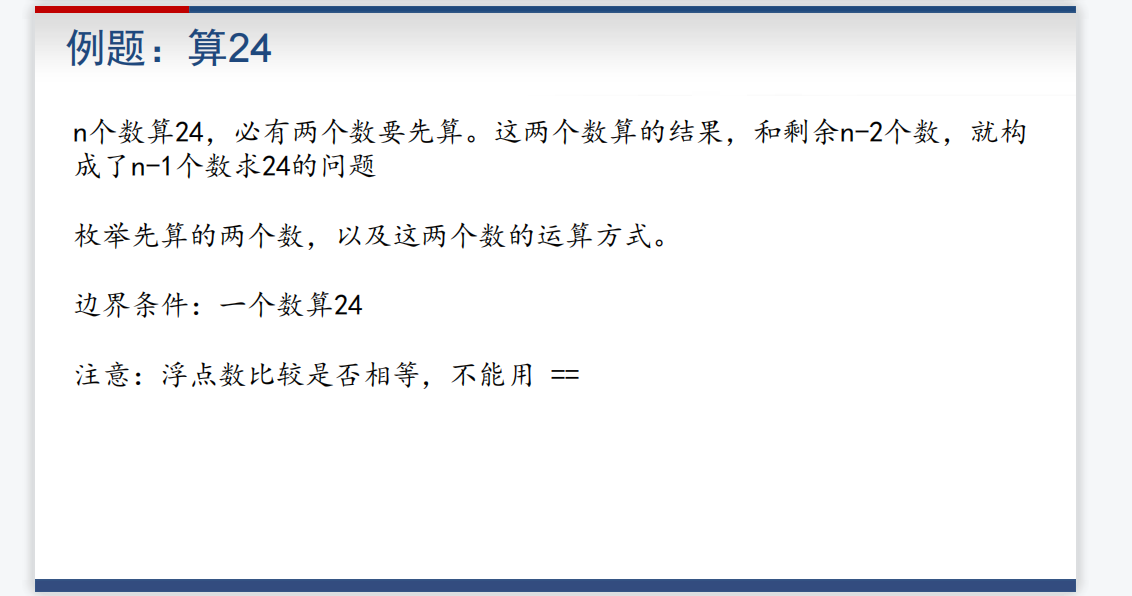 例题：算24
n个数算24，必有两个数要先算。这两个数算的结果，和剩余n-2个数，就构
成了n-1个数求24的问题
枚举先算的两个数，以及这两个数的运算方式。
边界条件：一个数算24
注意：浮点数比较是否相等，不能用 ==